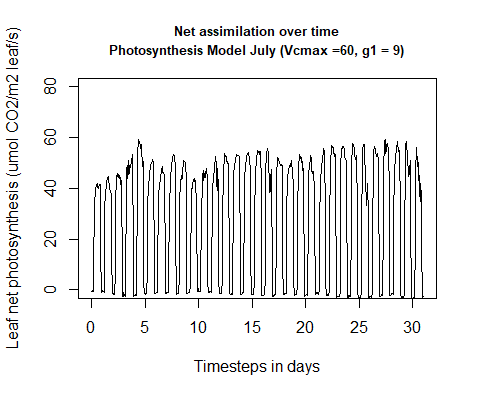 Net assimilation over time
Photosynthesis Model July (Vcmax =60, g1 = 9)
Leaf net photosynthesis (umol CO2/m2 leaf/s)
80
60
40
20
0
0 5 10 15 20 25 30
Timesteps in days